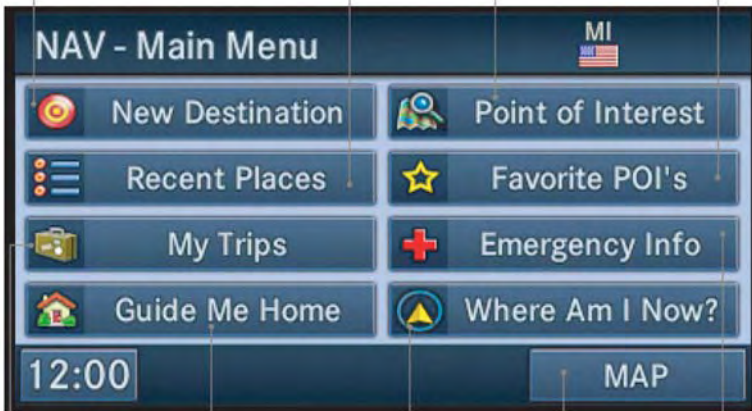 NAV - Main Menu
MI
New Destination
Point of Interest
Recent Places
Favorite POI's
My Trips
Emergency Info
Guide Me Home
Where Am I Now?
12:00
MAP